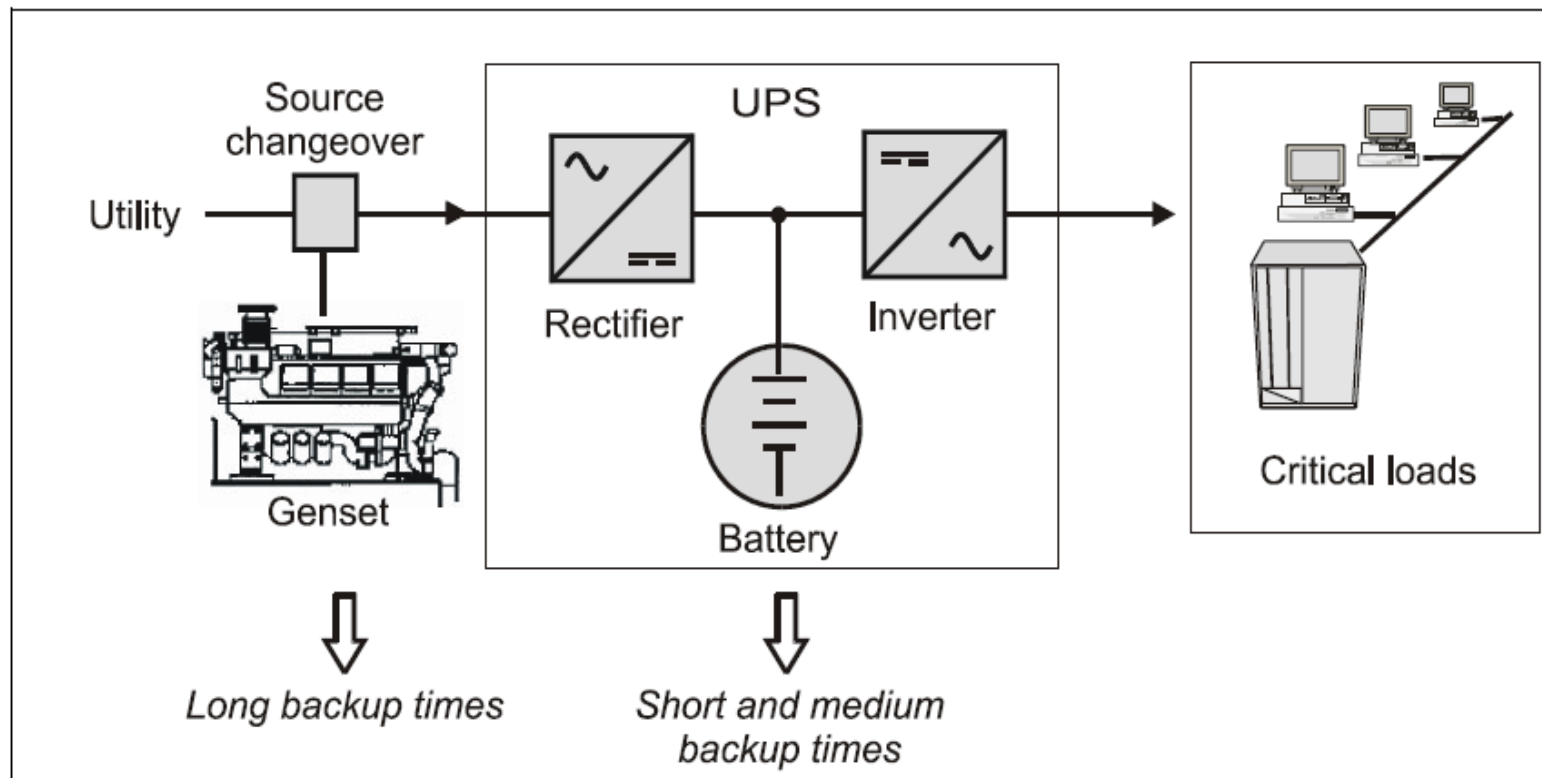 Source
changeover
UPS
Utility
Rectifier
Inverter
Genset
Battery
Critical loads
Long backup times
Short and medium
backup times